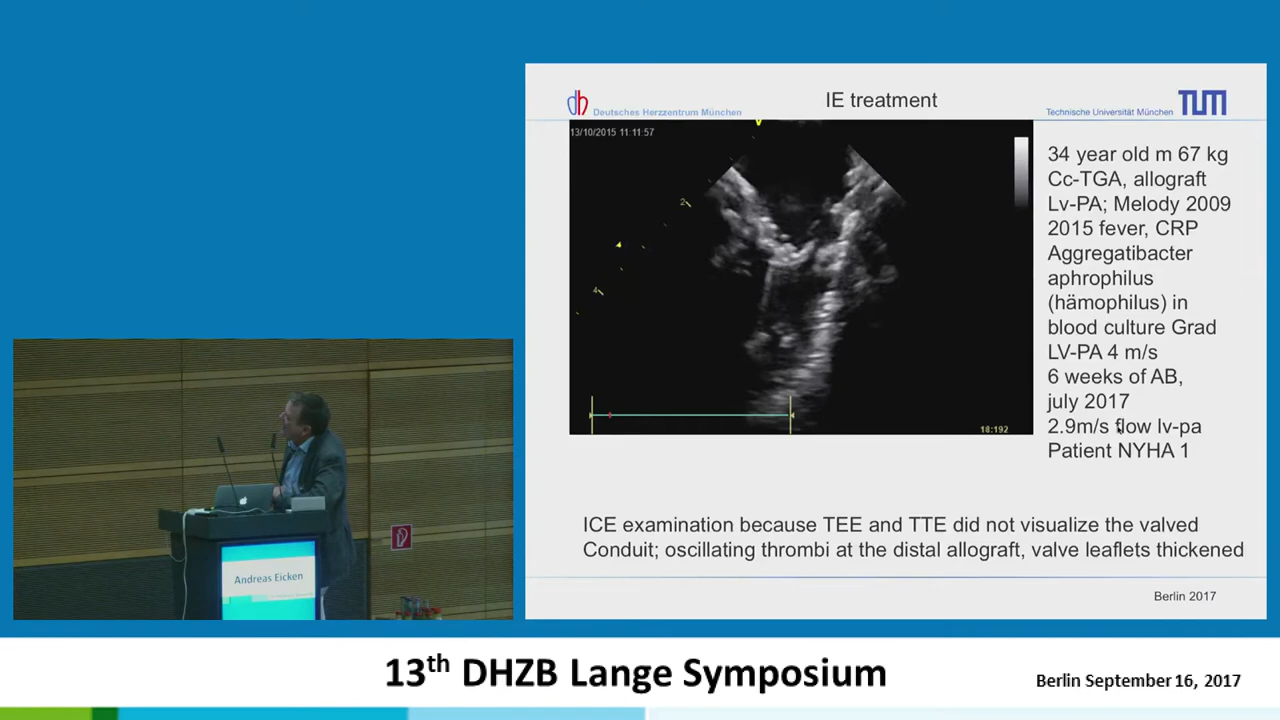 Deutsches Herzzentrum München
IE treatment
Technische Universität München
TUM
13/10/2015 11:11:57
2
4
18:192
34 year old m 67 kg
Cc-TGA, allograft
Lv-PA; Melody 2009
2015 fever, CRP
Aggregatibacter
aphrophilus
(hämophilus) in
blood culture Grad
LV-PA 4 m/s
6 weeks of AB,
july 2017
2.9m/s flow lv-pa
Patient NYHA 1
ICE examination because TEE and TTE did not visualize the valved
Conduit; oscillating thrombi at the distal allograft, valve leaflets thickened
Berlin 2017
Andreas Eicken
13th DHZB Lange Symposium
Berlin September 16, 2017